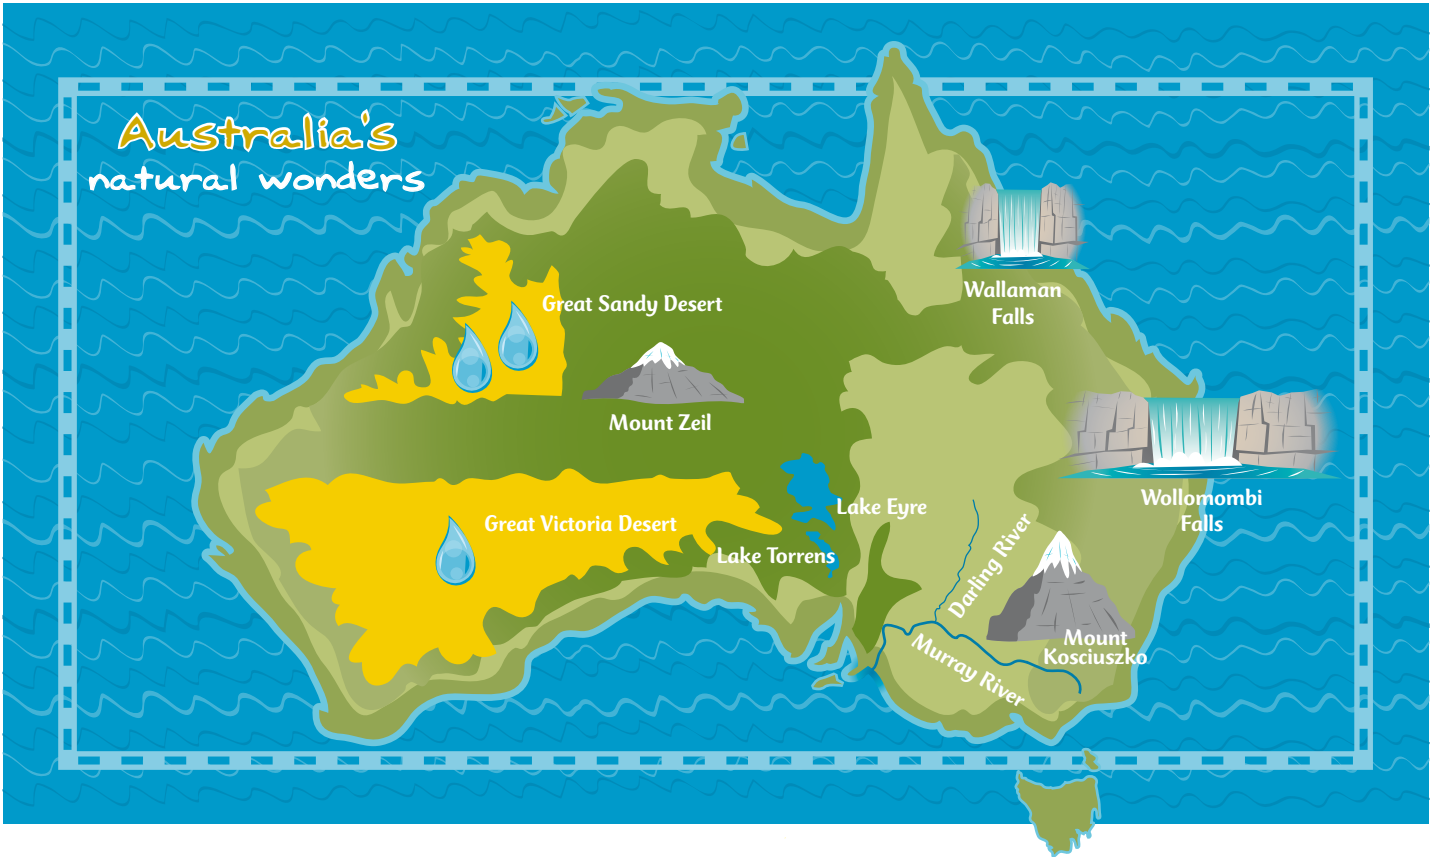 Australia's
natural wonders
Wallaman
Falls
Great Sandy Desert
Mount Zeil
Wollomombi
Falls
Lake Eyre
Great Victoria Desert
Lake Torrens
Darling River
Mount
Kosciuszko
Murray River